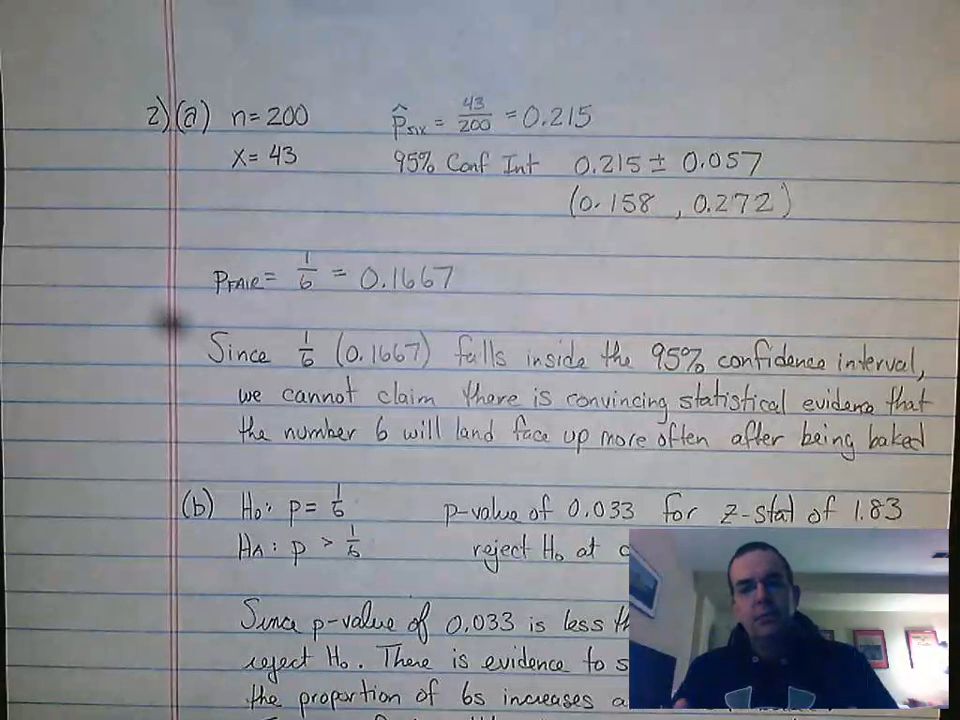 2) (a) n = 200 p̂six = 43/200 = 0.215
x = 43 95% Conf Int 0.215 ± 0.057
(0.158 , 0.272)
PFAIR = 1/6 = 0.1667
Since 1/6 (0.1667) falls inside the 95% confidence interval,
we cannot claim there is convincing statistical evidence that
the number 6 will land face up more often after being baked
(b) H0: p = 1/6 p-value of 0.033 for z-stat of 1.83
HA: p > 1/6 reject H0 at
Since p-value of 0.033 is less
reject H0. There is evidence to
the proportion of 6s increases